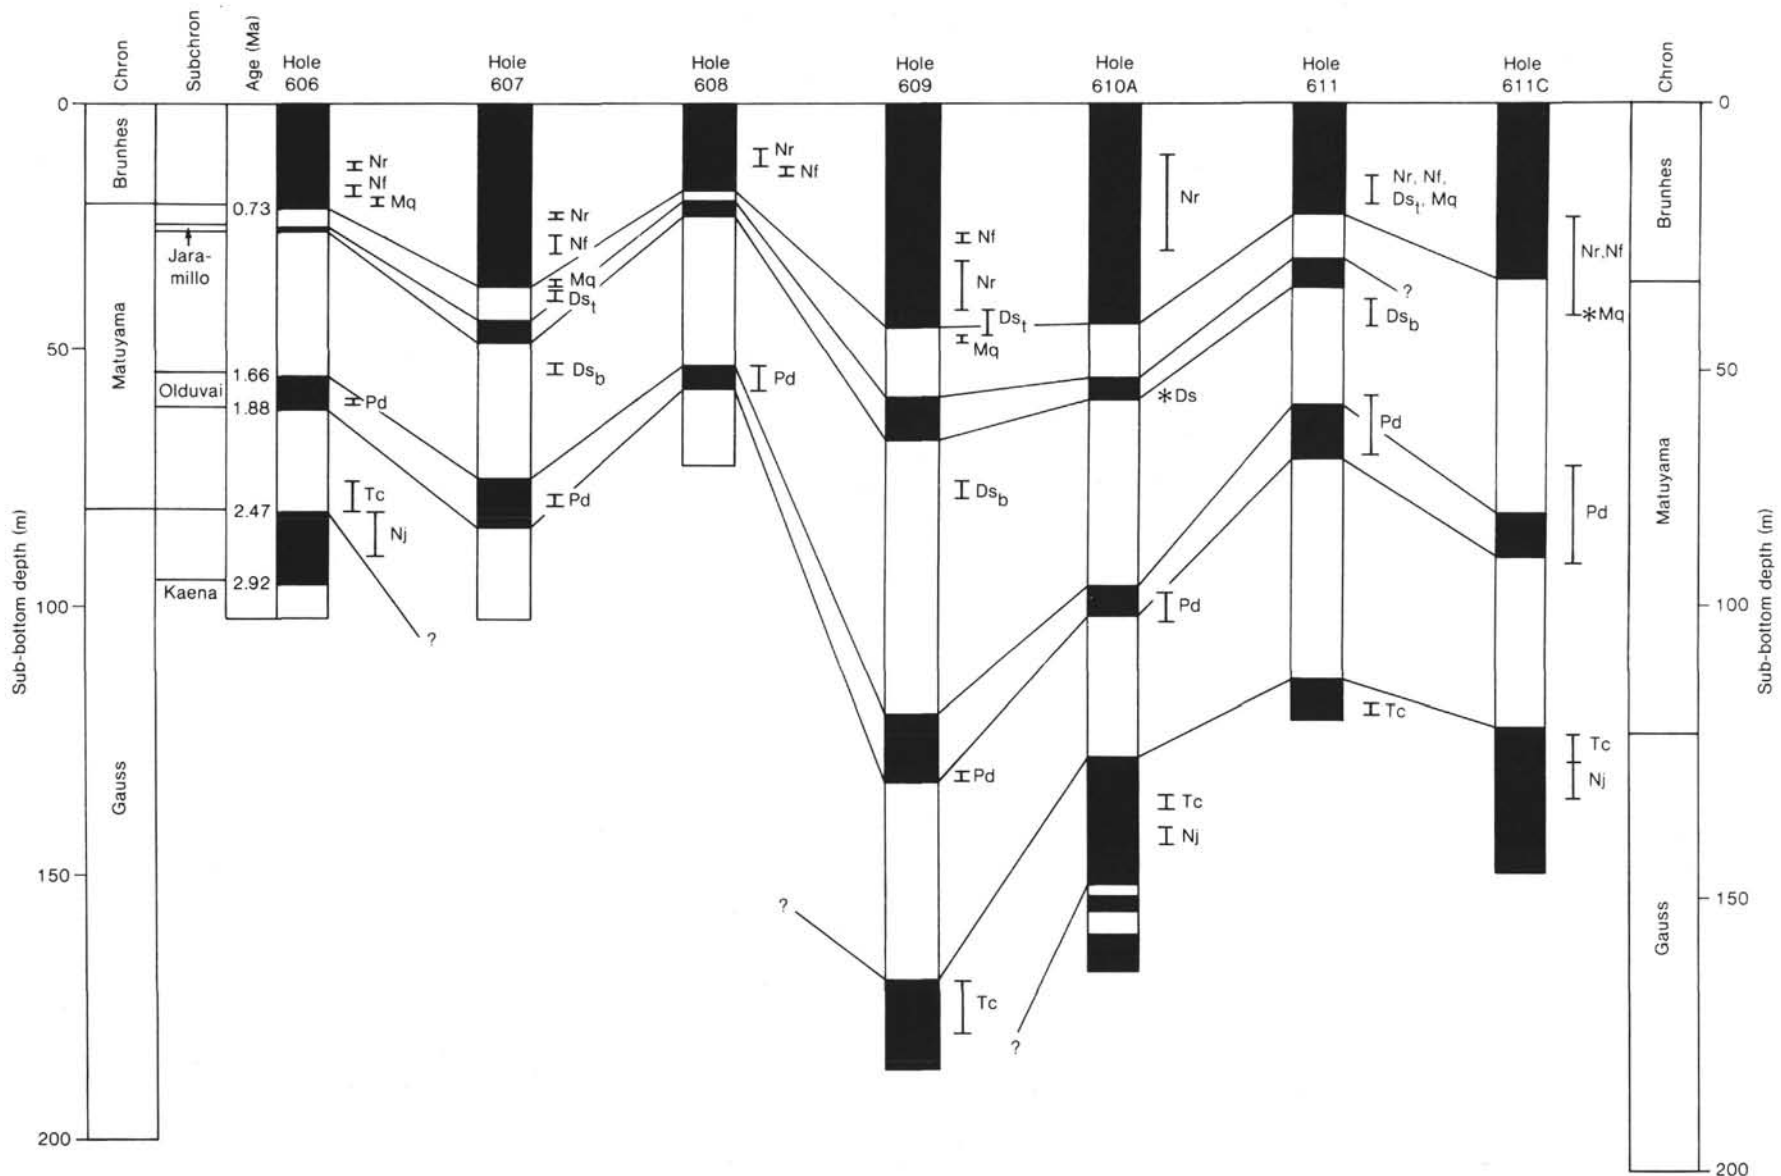 Chron
Subchron
Age (Ma)
Hole
606
Hole
607
Hole
608
Hole
609
Hole
610A
Hole
611
Hole
611C
Chron
0
50
100
150
200
Sub-bottom depth (m)
Brunhes
Matuyama
Gauss
Jara-
millo
Olduvai
Kaena
0.73
1.66
1.88
2.47
2.92
Nr
Nf
Mq
Pd
Tc
Nj
?
Nr
Nf
Mq
Dst
Dsb
Pd
Nr
Nf
Pd
?
Nf
Nr
Dst
Mq
Dsb
Pd
Tc
?
Nr
*Ds
Pd
Tc
Nj
Nr, Nf,
Dst, Mq
?
Dsb
Pd
Tc
Nr,Nf
*Mq
Pd
Tc
Nj
Brunhes
Matuyama
Gauss
0
50
100
150
200
Sub-bottom depth (m)